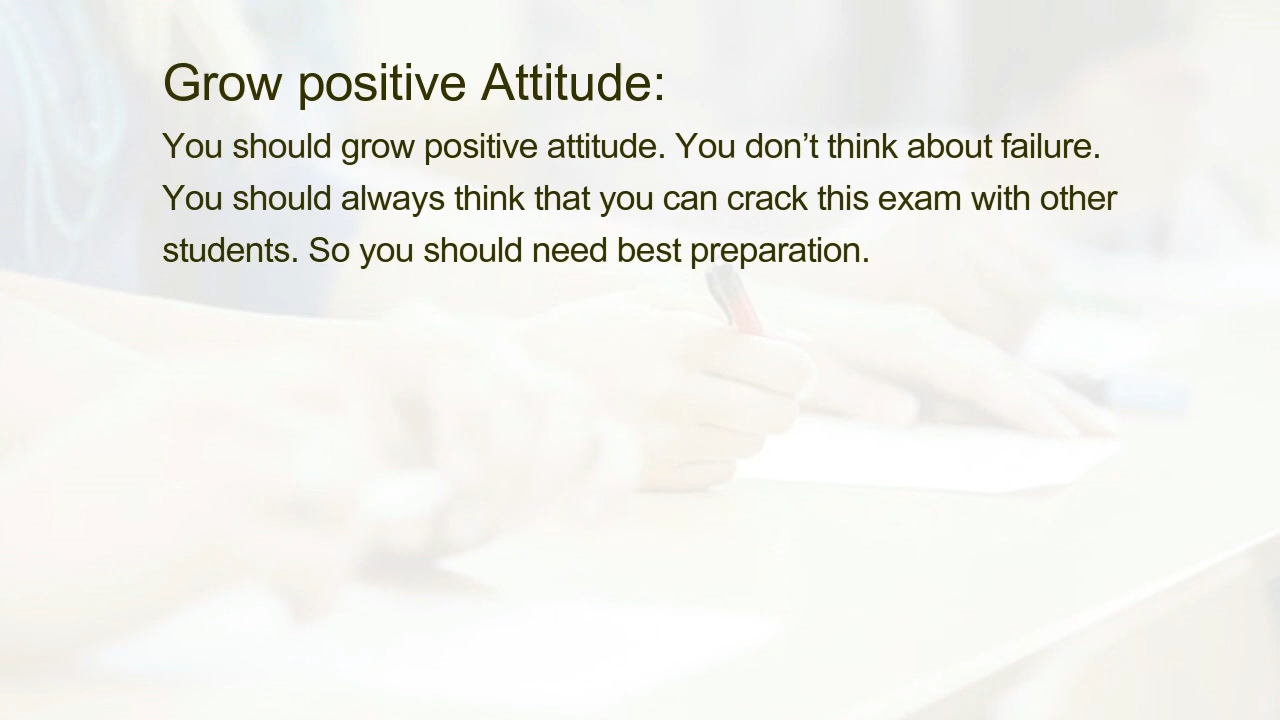 Grow positive Attitude:
You should grow positive attitude. You don’t think about failure.
You should always think that you can crack this exam with other
students. So you should need best preparation.